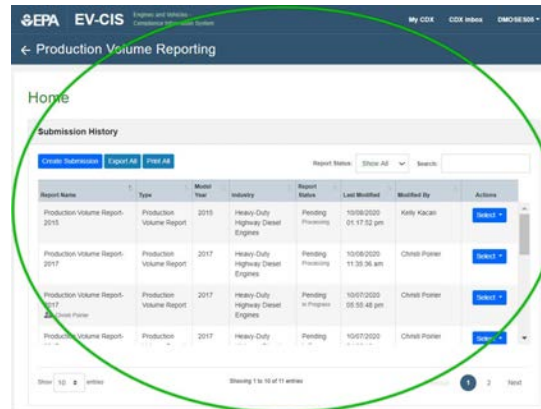 EPA EV-CIS Engines and Vehicles Compliance Information System My CDX CDX Inbox DMOSES05
← Production Volume Reporting
Home
Submission History
Create Submission Export All Print All Report Status: Show All Search:
Report Name Type Model Year Industry Report Status Last Modified Modified By Actions
Production Volume Report- Production 2015 Heavy-Duty Pending 10/08/2020 Kelly Kacan Select
2015 Volume Report Highway Diesel Processing 01:17:52 pm
Engines
Production Volume Report- Production 2017 Heavy-Duty Pending 10/08/2020 Christi Poirier Select
2017 Volume Report Highway Diesel Processing 11:35:36 am
Engines
Production Volume Report- Production 2017 Heavy-Duty Pending 10/07/2020 Christi Poirier Select
2017 Volume Report Highway Diesel In Progress 05:55:48 pm
Christi Poirier Engines
Production Volume Report- Production 2017 Heavy-Duty Pending 10/07/2020 Christi Poirier Select
Show 10 entries Showing 1 to 10 of 11 entries 1 2 Next